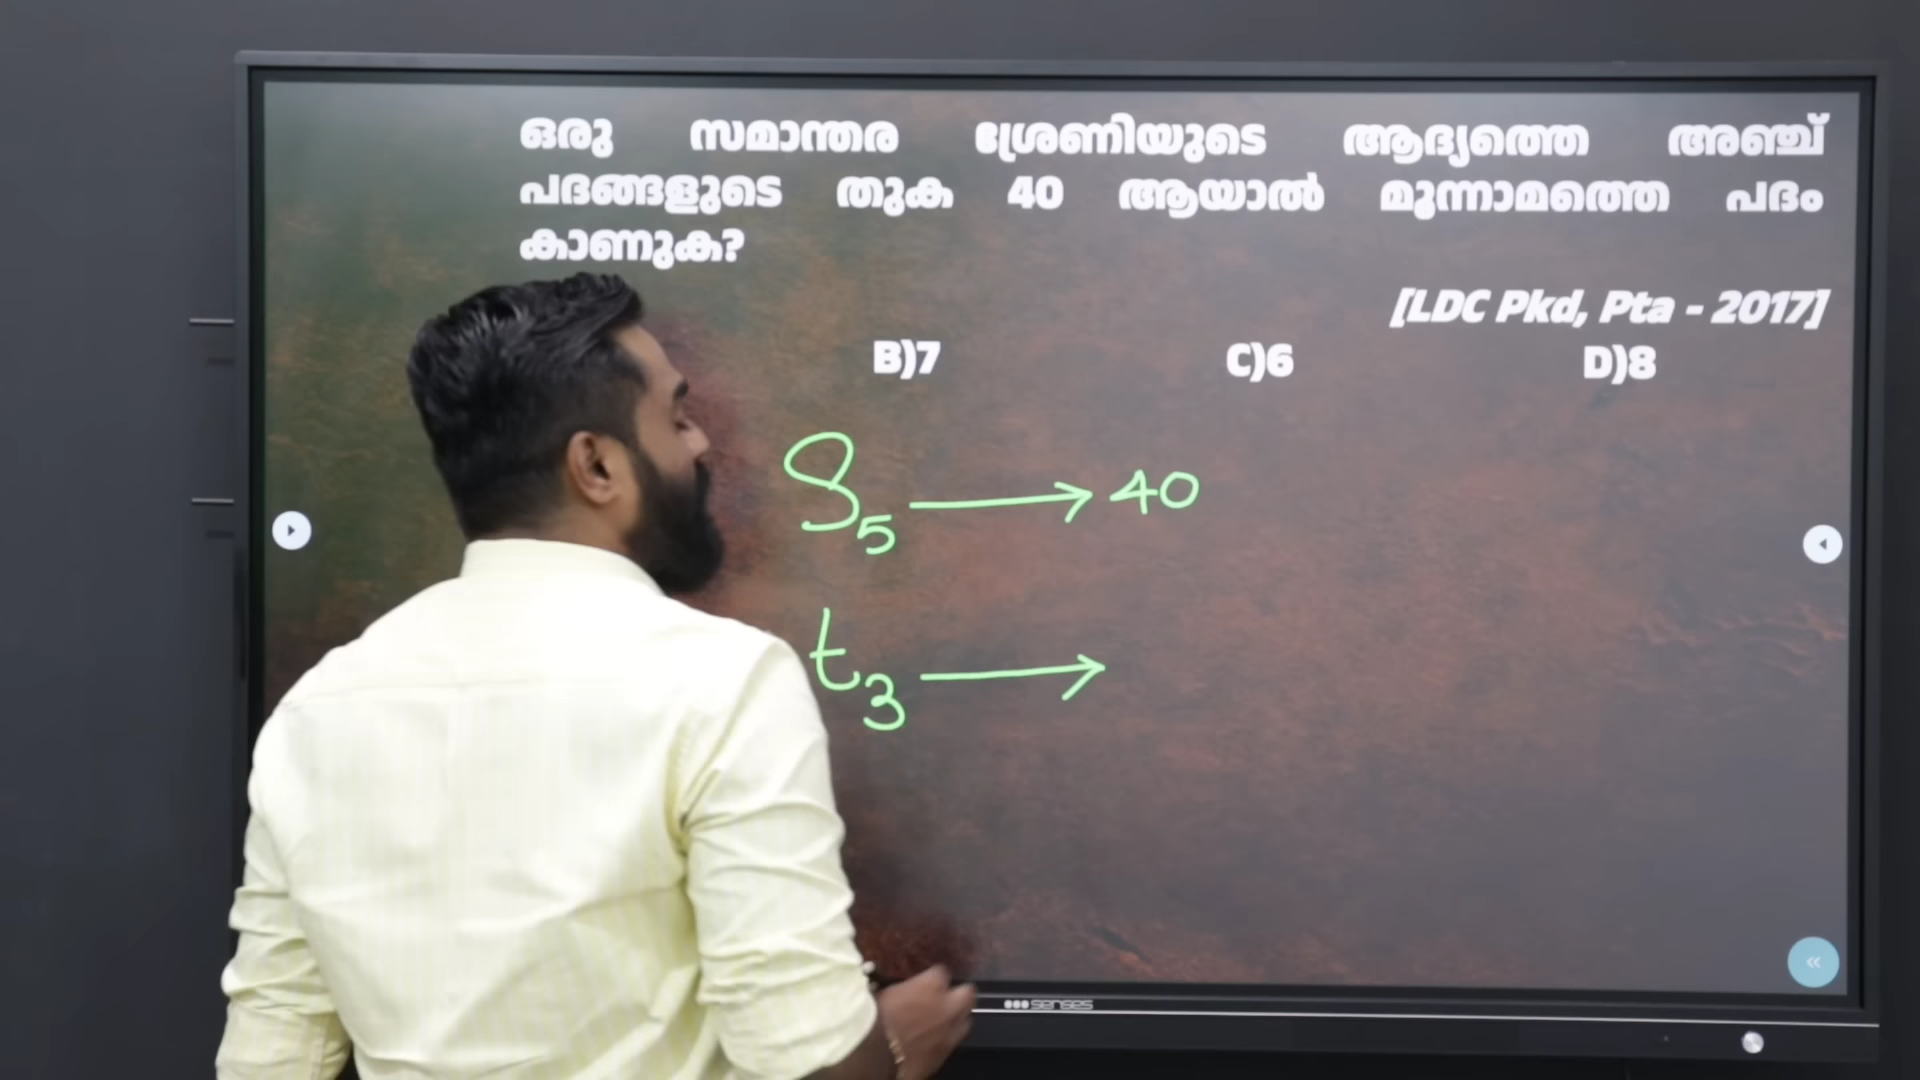 ഒരു സമാന്തര ശ്രേണിയുടെ ആദ്യത്തെ അഞ്ച്
പദങ്ങളുടെ തുക 40 ആയാൽ മൂന്നാമത്തെ പദം
കാണുക?
[LDC Pkd, Pta - 2017]
B)7 C)6 D)8
S5 → 40
t3 →
senses